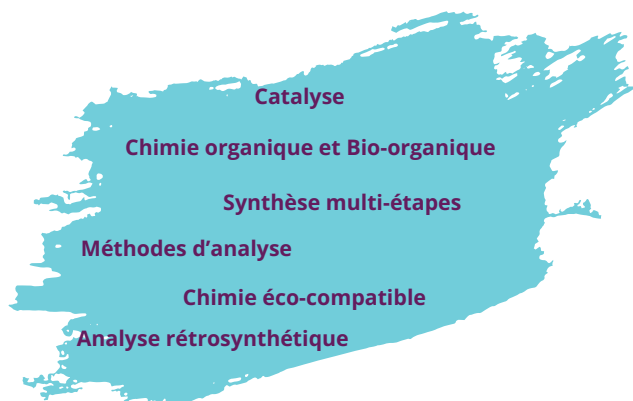 Catalyse
Chimie organique et Bio-organique
Synthèse multi-étapes
Méthodes d’analyse
Chimie éco-compatible
Analyse rétrosynthétique